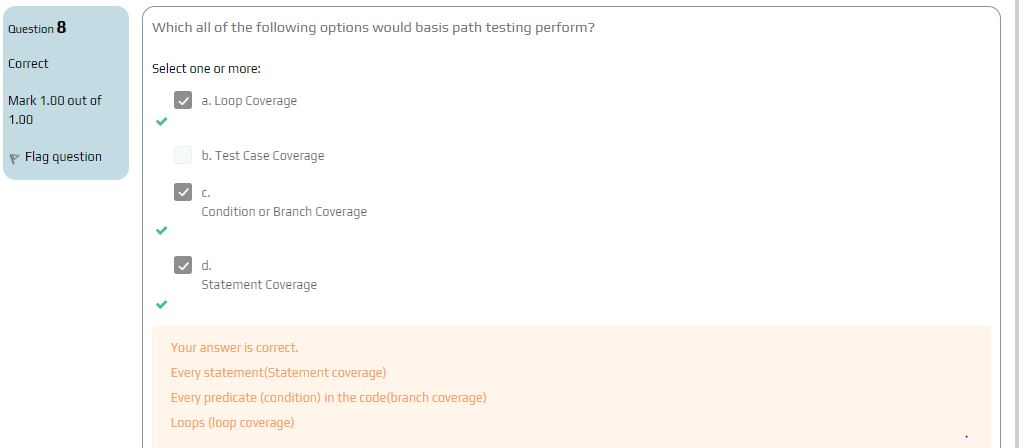 Question 8
Correct
Mark 1.00 out of
1.00
Flag question
Which all of the following options would basis path testing perform?
Select one or more:
a. Loop Coverage
b. Test Case Coverage
c.
Condition or Branch Coverage
d.
Statement Coverage
Your answer is correct.
Every statement(Statement coverage)
Every predicate (condition) in the code(branch coverage)
Loops (loop coverage)